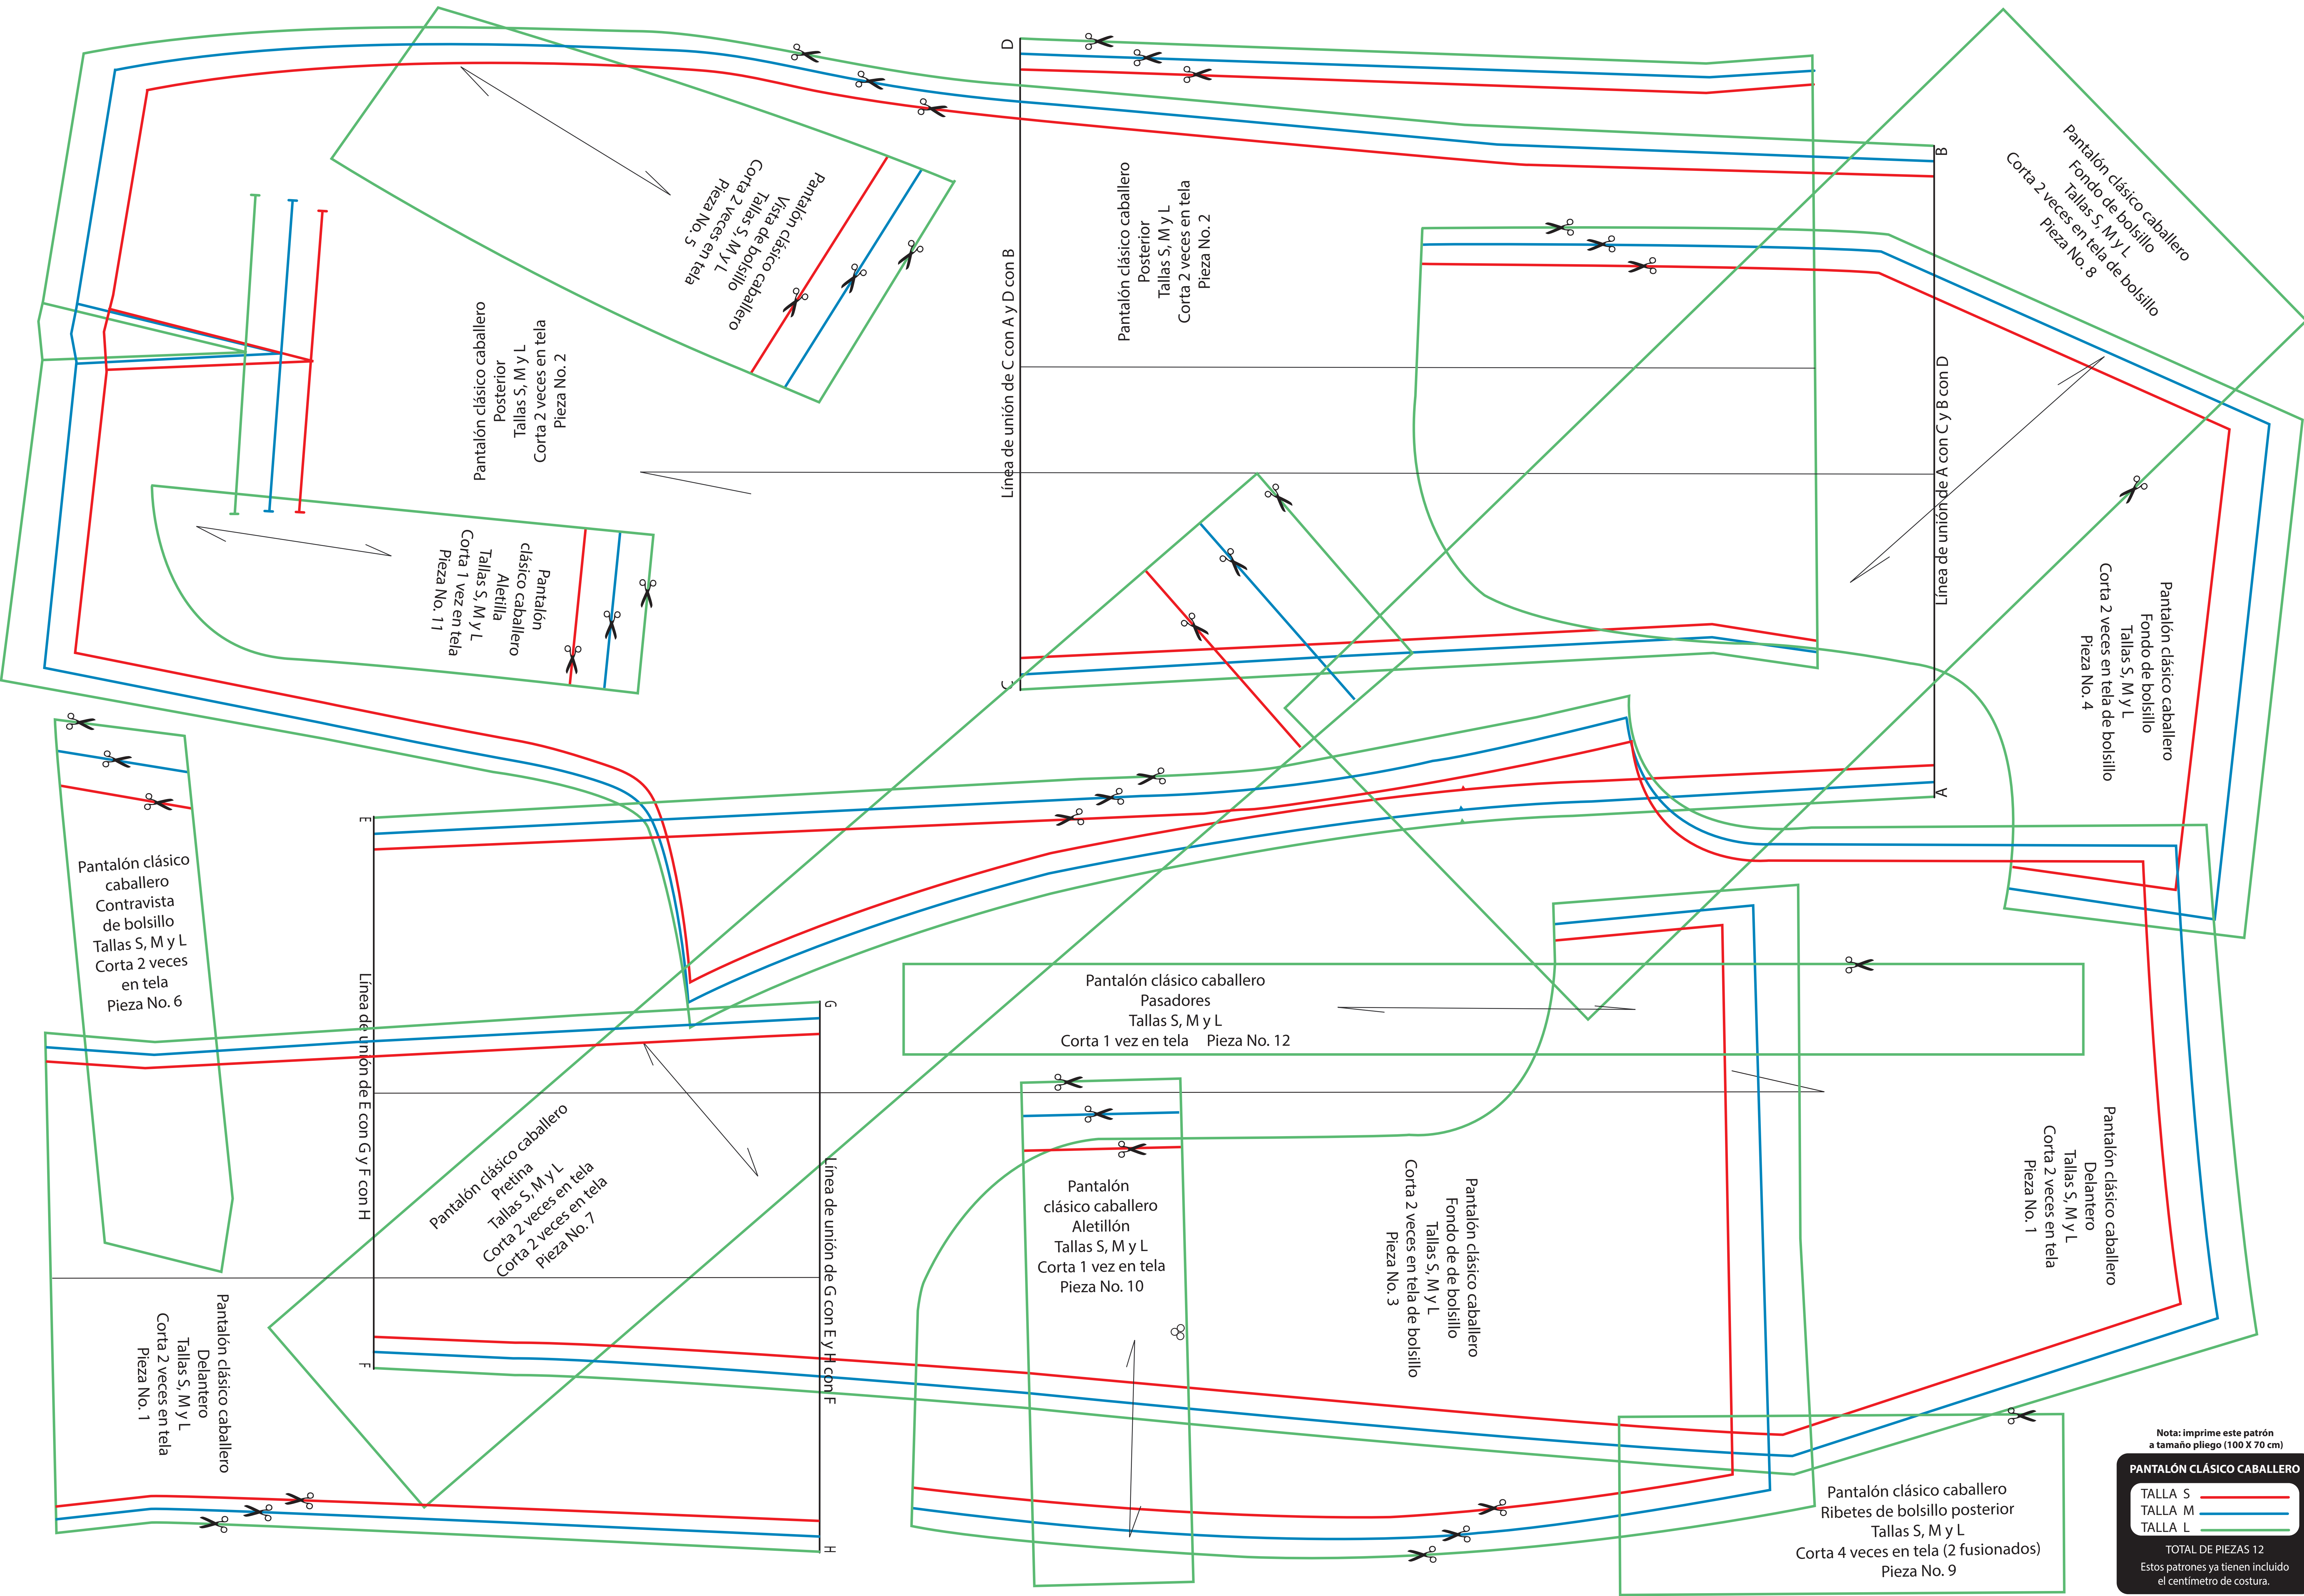 Pantalón clásico caballero
Vista de bolsillo
Tallas S, M y L
Corta 2 veces en tela
Pieza No. 5
Pantalón clásico caballero
Posterior
Tallas S, M y L
Corta 2 veces en tela
Pieza No. 2
D
Línea de unión de C con A y D con B
C
Pantalón clásico caballero
Posterior
Tallas S, M y L
Corta 2 veces en tela
Pieza No. 2
B
Línea de unión de A con C y B con D
A
Pantalón clásico caballero
Fondo de bolsillo
Tallas S, M y L
Corta 2 veces en tela de bolsillo
Pieza No. 8
Pantalón
clásico caballero
Aletilla
Tallas S, M y L
Corta 1 vez en tela
Pieza No. 11
Pantalón clásico caballero
Fondo de bolsillo
Tallas S, M y L
Corta 2 veces en tela de bolsillo
Pieza No. 4
Pantalón clásico
caballero
Contravista
de bolsillo
Tallas S, M y L
Corta 2 veces
en tela
Pieza No. 6
E
Línea de unión de E con G y F con H
F
G
Línea de unión de G con E y H con F
H
Pantalón clásico caballero
Pretina
Tallas S, M y L
Corta 2 veces en tela
Corta 2 veces en tela
Pieza No. 7
Pantalón clásico caballero
Pasadores
Tallas S, M y L
Corta 1 vez en tela Pieza No. 12
Pantalón
clásico caballero
Aletillón
Tallas S, M y L
Corta 1 vez en tela
Pieza No. 10
Pantalón clásico caballero
Fondo de de bolsillo
Tallas S, M y L
Corta 2 veces en tela de bolsillo
Pieza No. 3
Pantalón clásico caballero
Delantero
Tallas S, M y L
Corta 2 veces en tela
Pieza No. 1
Pantalón clásico caballero
Delantero
Tallas S, M y L
Corta 2 veces en tela
Pieza No. 1
Pantalón clásico caballero
Ribetes de bolsillo posterior
Tallas S, M y L
Corta 4 veces en tela (2 fusionados)
Pieza No. 9
Nota: imprime este patrón
a tamaño pliego (100 X 70 cm)
PANTALÓN CLÁSICO CABALLERO
TALLA S
TALLA M
TALLA L
TOTAL DE PIEZAS 12
Estos patrones ya tienen incluido
el centímetro de costura.